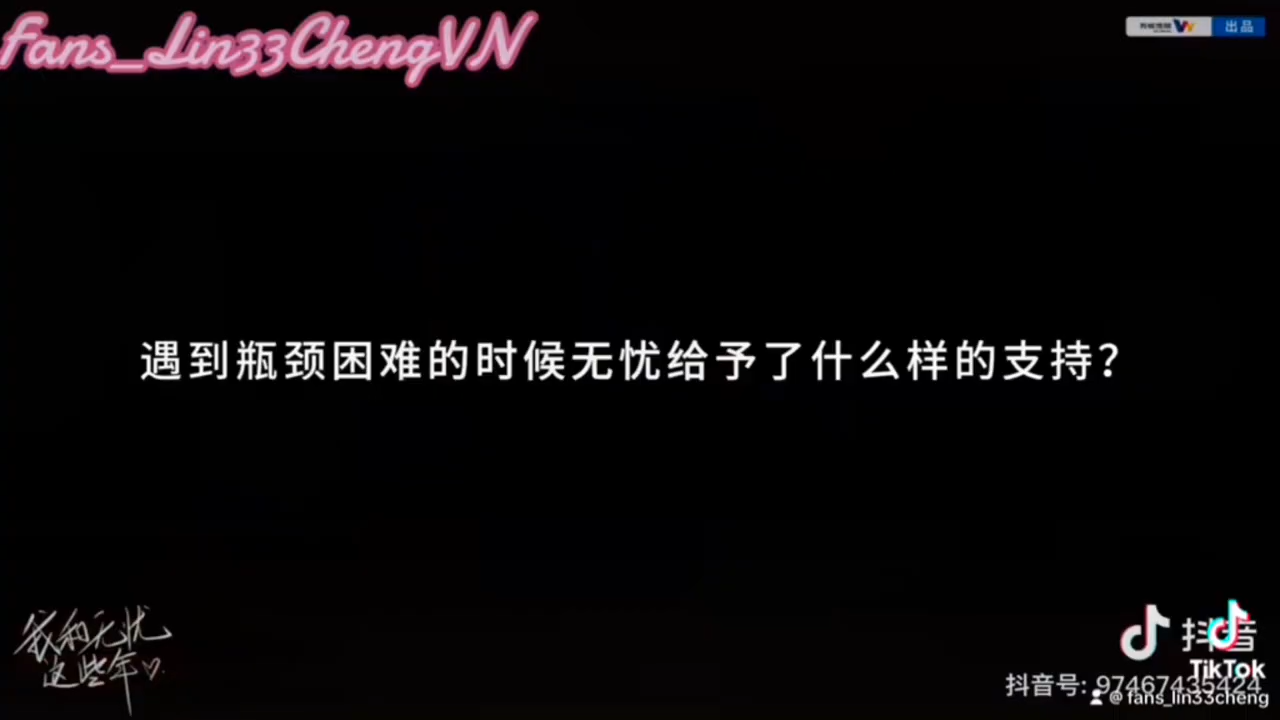 Fans_Lin33ChengVN
出品
遇到瓶颈困难的时候无忧给予了什么样的支持？
我和无忧
这些年
抖音
TikTok
抖音号: 97467435424
@fans_lin33cheng